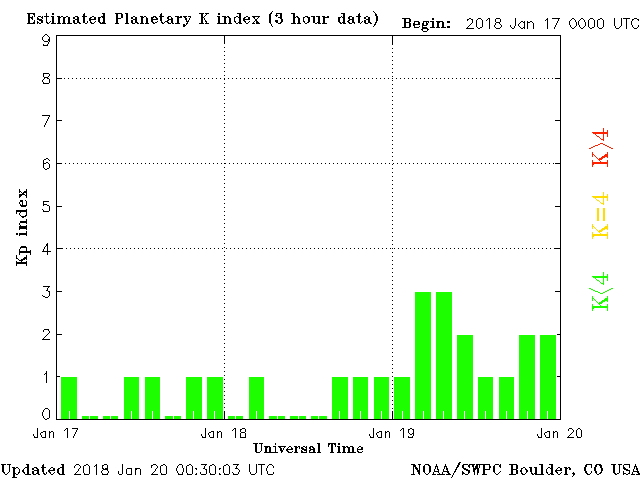 Estimated Planetary K index (3 hour data)
Begin: 2018 Jan 17 0000 UTC
9
8
7
6
5
4
3
2
1
0
Kp index
K>4
K=4
K<4
Jan 17
Jan 18
Jan 19
Jan 20
Universal Time
Updated 2018 Jan 20 00:30:03 UTC
NOAA/SWPC Boulder, CO USA